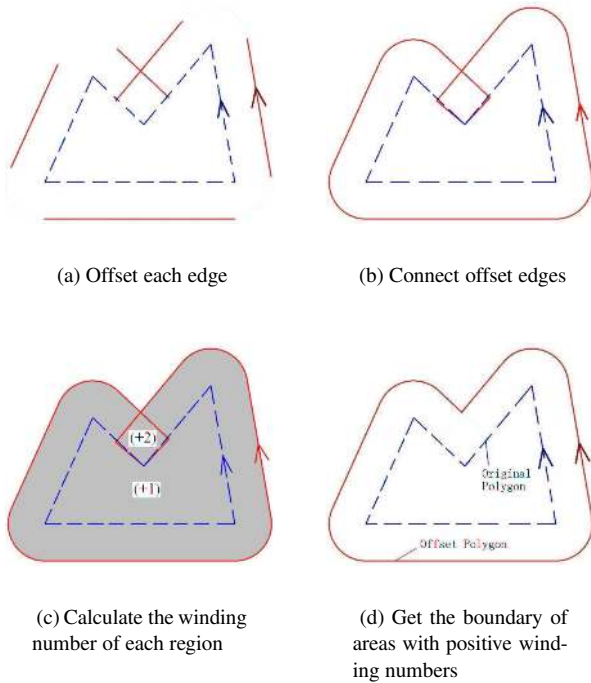 (a) Offset each edge
(b) Connect offset edges
(+2)
(+1)
Original
Polygon
Offset Polygon
(c) Calculate the winding
number of each region
(d) Get the boundary of
areas with positive wind-
ing numbers